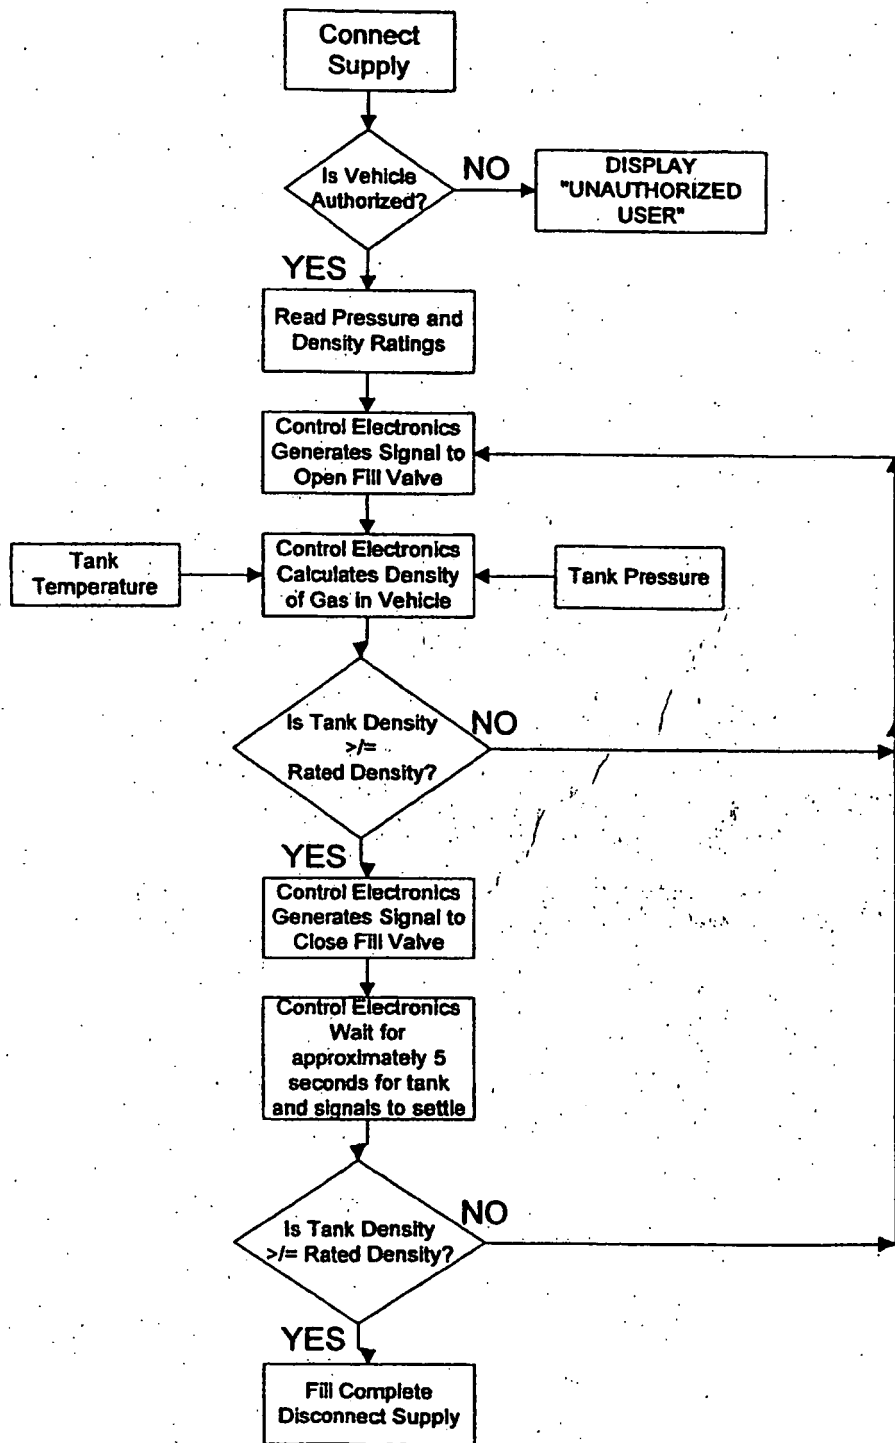 Connect
Supply
Is Vehicle
Authorized?
NO
DISPLAY
"UNAUTHORIZED
USER"
YES
Read Pressure and
Density Ratings
Control Electronics
Generates Signal to
Open Fill Valve
Tank
Temperature
Control Electronics
Calculates Density
of Gas in Vehicle
Tank Pressure
Is Tank Density
>/=
Rated Density?
NO
YES
Control Electronics
Generates Signal to
Close Fill Valve
Control Electronics
Wait for
approximately 5
seconds for tank
and signals to settle
Is Tank Density
>/= Rated Density?
NO
YES
Fill Complete
Disconnect Supply